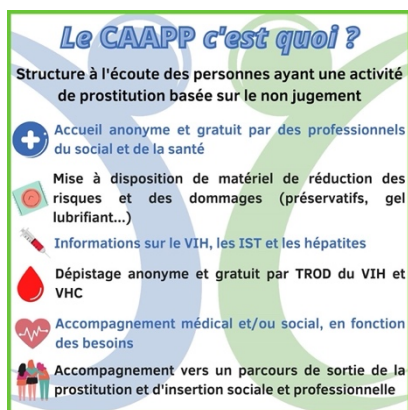 Le CAAPP c'est quoi ?
Structure à l'écoute des personnes ayant une activité
de prostitution basée sur le non jugement
Accueil anonyme et gratuit par des professionnels
du social et de la santé
Mise à disposition de matériel de réduction des
risques et des dommages (préservatifs, gel
lubrifiant...)
Informations sur le VIH, les IST et les hépatites
Dépistage anonyme et gratuit par TROD du VIH et
VHC
Accompagnement médical et/ou social, en fonction
des besoins
Accompagnement vers un parcours de sortie de la
prostitution et d'insertion sociale et professionnelle